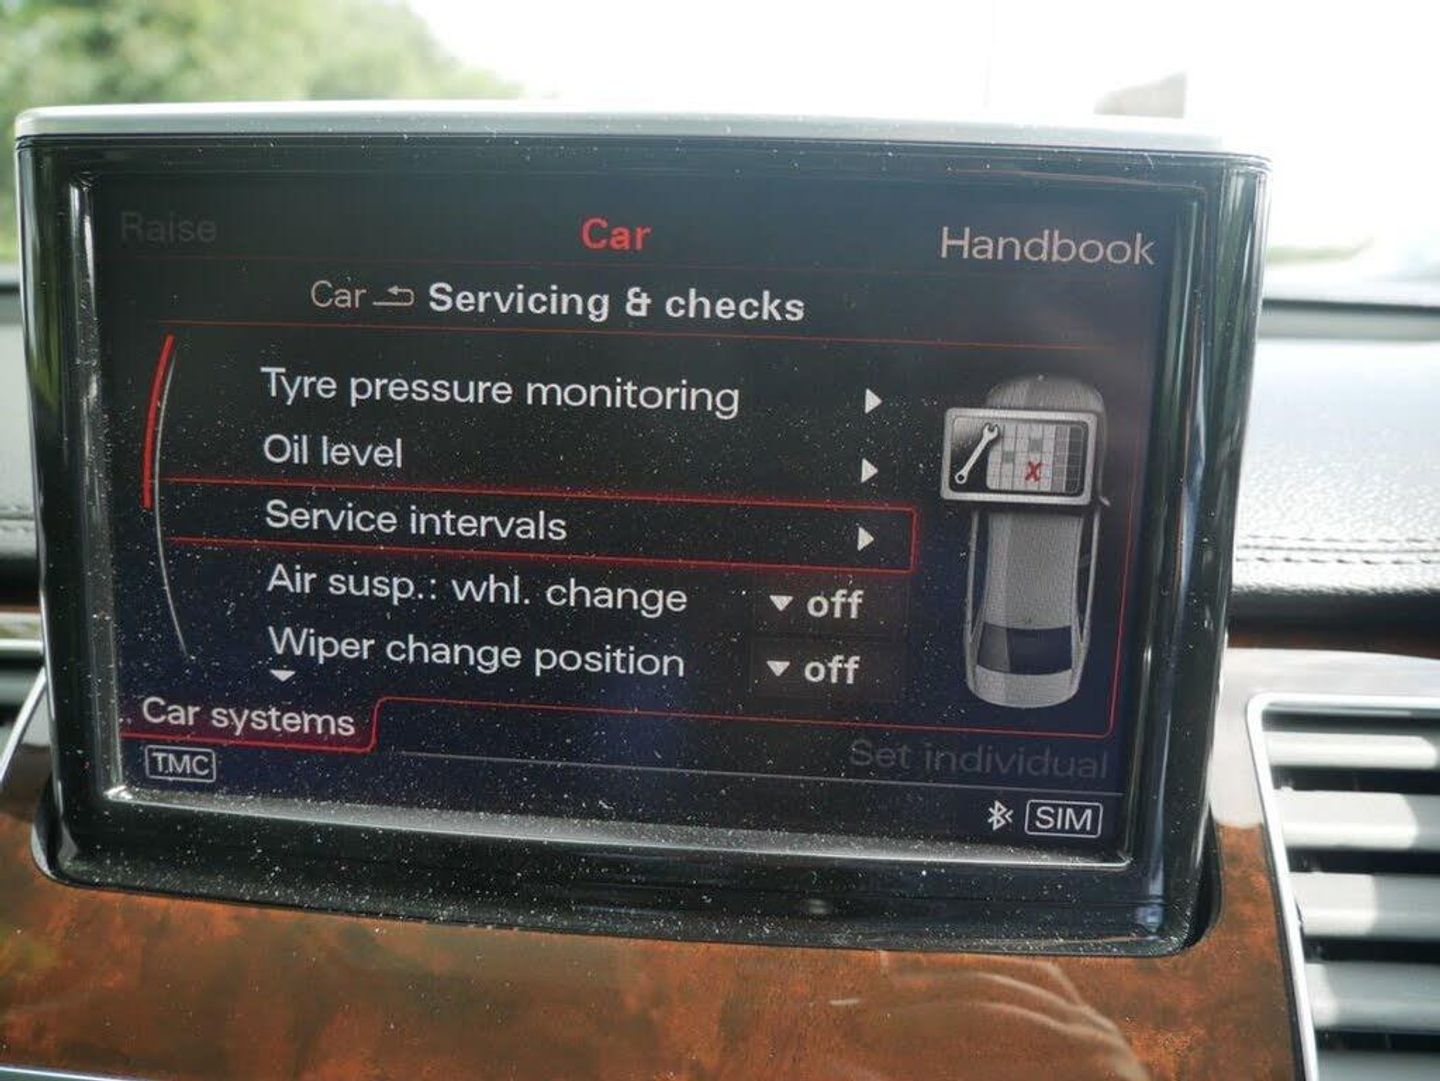 Raise Car Handbook
Car Servicing & checks
Tyre pressure monitoring
Oil level
Service intervals
Air susp.: whl. change off
Wiper change position off
Car systems
Set individual
TMC
SIM